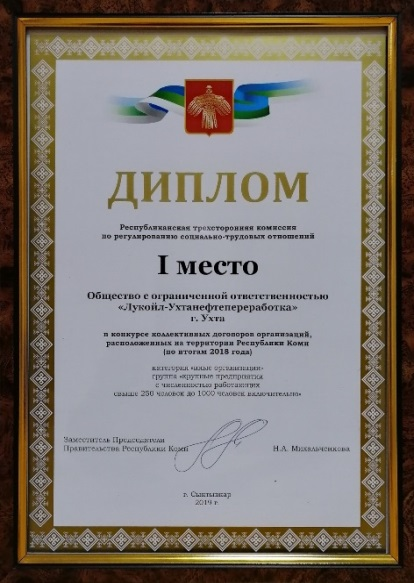 ДИПЛОМ
Республиканская трехсторонняя комиссия
по регулированию социально-трудовых отношений
I место
Общество с ограниченной ответственностью
«Лукойл-Ухтанефтепереработка»
г. Ухта
в конкурсе коллективных договоров организаций,
расположенных на территории Республики Коми
(по итогам 2018 года)
категория «иные организации»
группа «крупные предприятия
с численностью работающих
свыше 250 человек до 1000 человек включительно»
Заместитель Председателя
Правительства Республики Коми
Н.А. Михальченкова
г. Сыктывкар
2019 г.